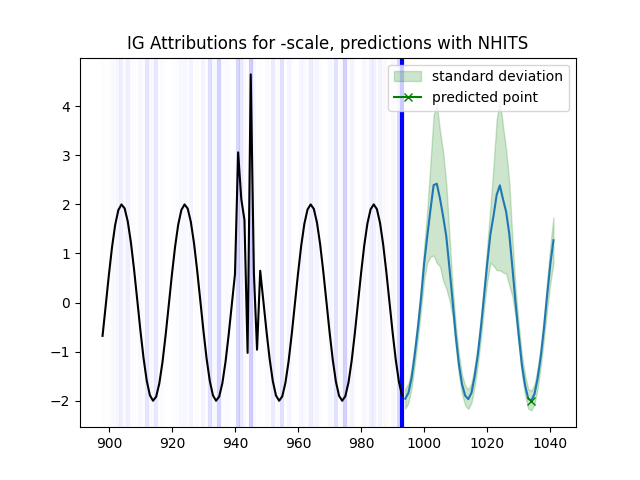 IG Attributions for -scale, predictions with NHITS
standard deviation
predicted point
4
3
2
1
0
−1
−2
900 920 940 960 980 1000 1020 1040